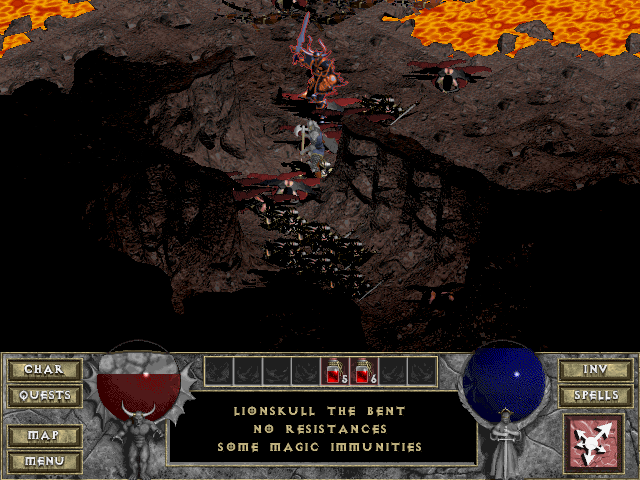 CHAR
QUESTS
MAP
MENU
5
6
LIONSKULL THE BENT
NO RESISTANCES
SOME MAGIC IMMUNITIES
INV
SPELLS